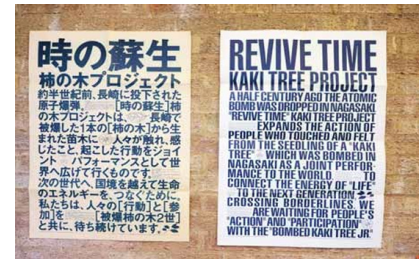 時の蘇生
柿の木プロジェクト
約半世紀前、長崎に投下された
原子爆弾。 [時の蘇生]柿
の木プロジェクトは、長崎で
被爆した1本の[柿の木]から生
まれた苗木に 人々が触れ、感
じたこと、起こした行動をジョイ
ント パフォーマンスとして世
界へ広げて行くものです。
次の世代へ、国境を越えて生命
のエネルギーを、つなぐために、
私たちは、人々の[行動]と[参
加]を [被爆柿の木2世]
と共に、待ち続けています。
REVIVE TIME
KAKI TREE PROJECT
A HALF CENTURY AGO THE ATOMIC
BOMB WAS DROPPED IN NAGASAKI
"REVIVE TIME" KAKI TREE PROJECT
EXPANDS THE ACTION OF
PEOPLE WHO TOUCHED AND FELT
FROM THE SEEDLING OF A "KAKI
TREE" WHICH WAS BOMBED IN
NAGASAKI AS A JOINT PERFOR-
MANCE TO THE WORLD TO
CONNECT THE ENERGY OF "LIFE"
TO THE NEXT GENERATION
CROSSING BORDERLINES WE
ARE WAITING FOR PEOPLE'S
"ACTION" AND "PARTICIPATION"
WITH THE "BOMBED KAKI TREE JR."